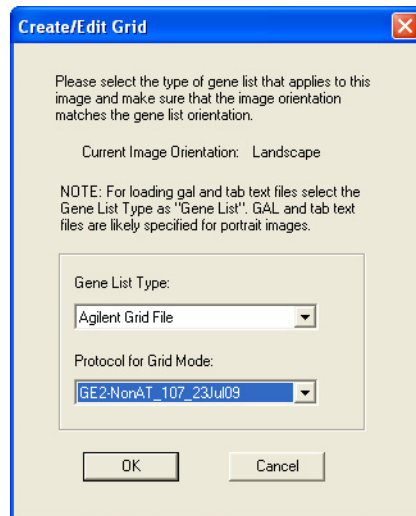 Create/Edit Grid
Please select the type of gene list that applies to this
image and make sure that the image orientation
matches the gene list orientation.
Current Image Orientation: Landscape
NOTE: For loading gal and tab text files select the
Gene List Type as "Gene List". GAL and tab text
files are likely specified for portrait images.
Gene List Type:
Agilent Grid File
Protocol for Grid Mode:
GE2-NonAT_107_23Jul09
OK
Cancel